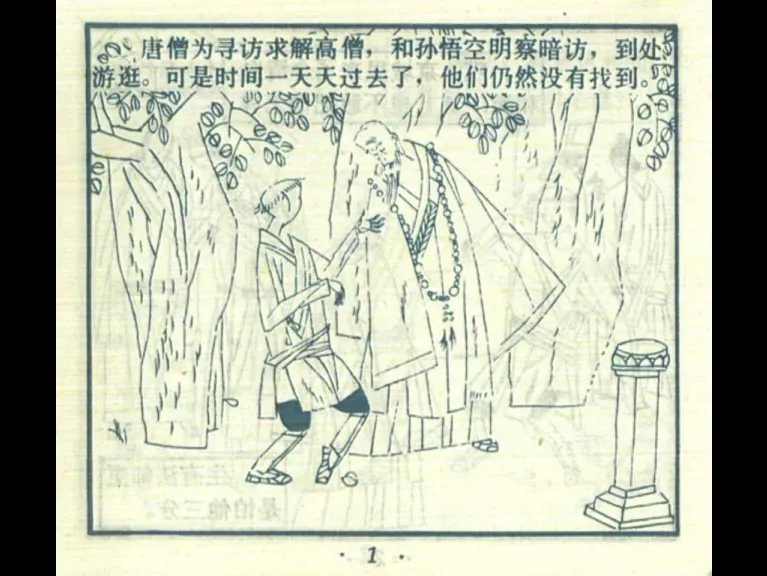 唐僧为寻访求解高僧，和孙悟空明察暗访，到处
游逛。可是时间一天天过去了，他们仍然没有找到。
· 1 ·